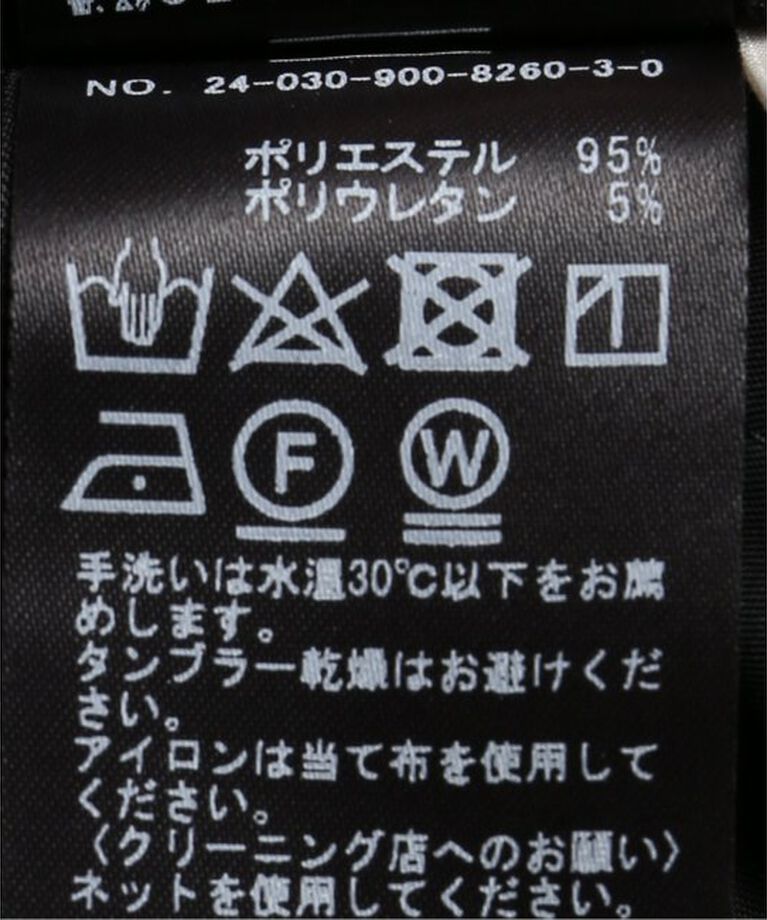 NO. 24-030-900-8260-3-0
ポリエステル 95%
ポリウレタン 5%
F W
手洗いは水温30℃以下をお薦
めします。
タンブラー乾燥はお避けくだ
さい。
アイロンは当て布を使用して
ください。
〈クリーニング店へのお願い〉
ネットを使用してください。